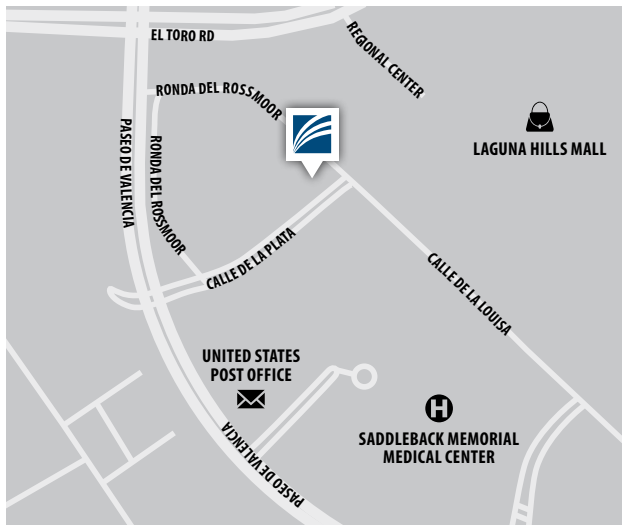 EL TORO RD
REGIONAL CENTER
RONDA DEL ROSSMOOR
LAGUNA HILLS MALL
PASEO DE VALENCIA
RONDA DEL ROSSMOOR
CALLE DE LA PLATA
CALLE DE LA LOUISA
UNITED STATES
POST OFFICE
H
SADDLEBACK MEMORIAL
MEDICAL CENTER
PASEO DE VALENCIA